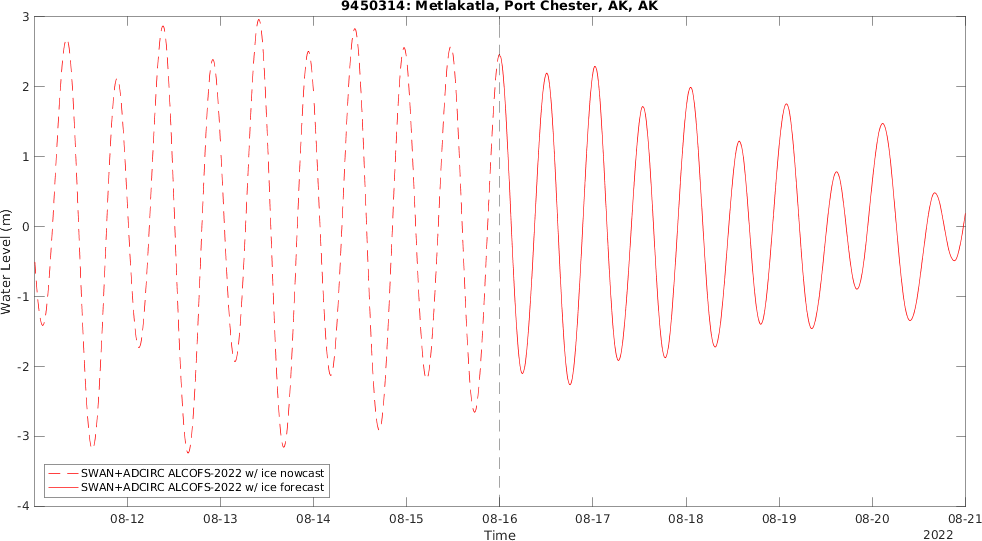 9450314: Metlakatla, Port Chester, AK, AK
3
2
1
0
-1
-2
-3
-4
Water Level (m)
SWAN+ADCIRC ALCOFS-2022 w/ ice nowcast
SWAN+ADCIRC ALCOFS-2022 w/ ice forecast
08-12 08-13 08-14 08-15 08-16 08-17 08-18 08-19 08-20 08-21
Time
2022